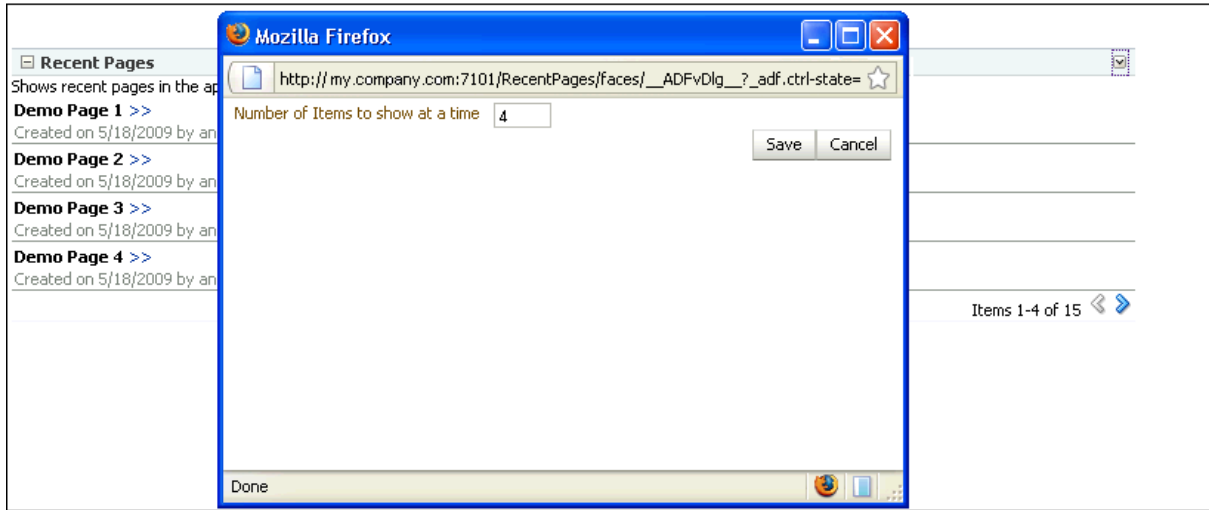 Mozilla Firefox
Recent Pages
http://my.company.com:7101/RecentPages/faces/__ADFvDlg__?_adf.ctrl-state=
Shows recent pages in the ap
Number of Items to show at a time 4
Demo Page 1 >>
Created on 5/18/2009 by an
Save Cancel
Demo Page 2 >>
Created on 5/18/2009 by an
Demo Page 3 >>
Created on 5/18/2009 by an
Demo Page 4 >>
Created on 5/18/2009 by an
Items 1-4 of 15
Done